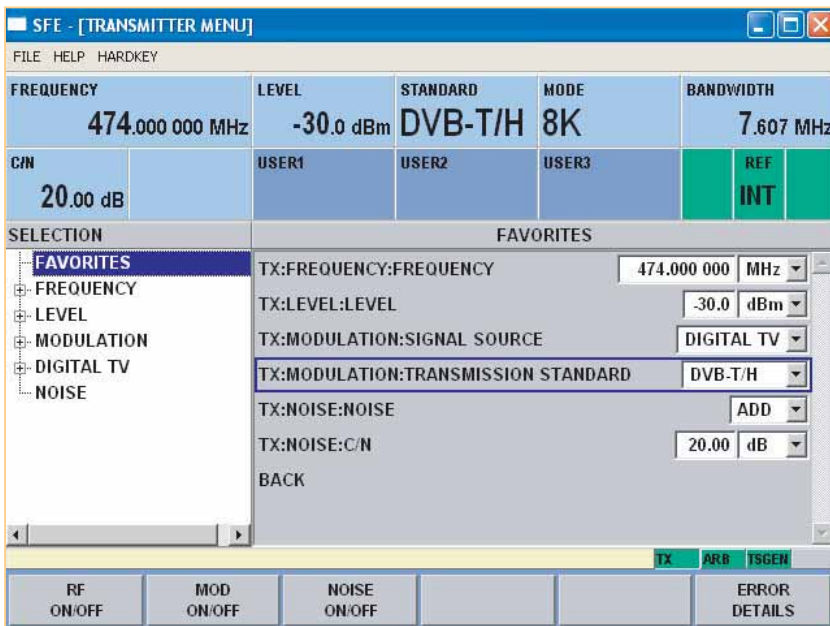 SFE - [TRANSMITTER MENU]
FILE HELP HARDKEY
FREQUENCY LEVEL STANDARD MODE BANDWIDTH
474.000 000 MHz -30.0 dBm DVB-T/H 8K 7.607 MHz
C/N USER1 USER2 USER3 REF
20.00 dB INT
SELECTION FAVORITES
FAVORITES
FREQUENCY
LEVEL
MODULATION
DIGITAL TV
NOISE
TX:FREQUENCY:FREQUENCY 474.000 000 MHz
TX:LEVEL:LEVEL -30.0 dBm
TX:MODULATION:SIGNAL SOURCE DIGITAL TV
TX:MODULATION:TRANSMISSION STANDARD DVB-T/H
TX:NOISE:NOISE ADD
TX:NOISE:C/N 20.00 dB
BACK
TX ARB TSGEN
RF MOD NOISE ERROR
ON/OFF ON/OFF ON/OFF DETAILS